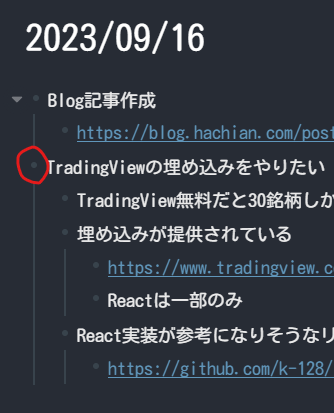 2023/09/16
Blog記事作成
https://blog.hachian.com/post
TradingViewの埋め込みをやりたい
TradingView無料だと30銘柄しか
埋め込みが提供されている
https://www.tradingview.c
Reactは一部のみ
React実装が参考になりそうなリ
https://github.com/k-128/